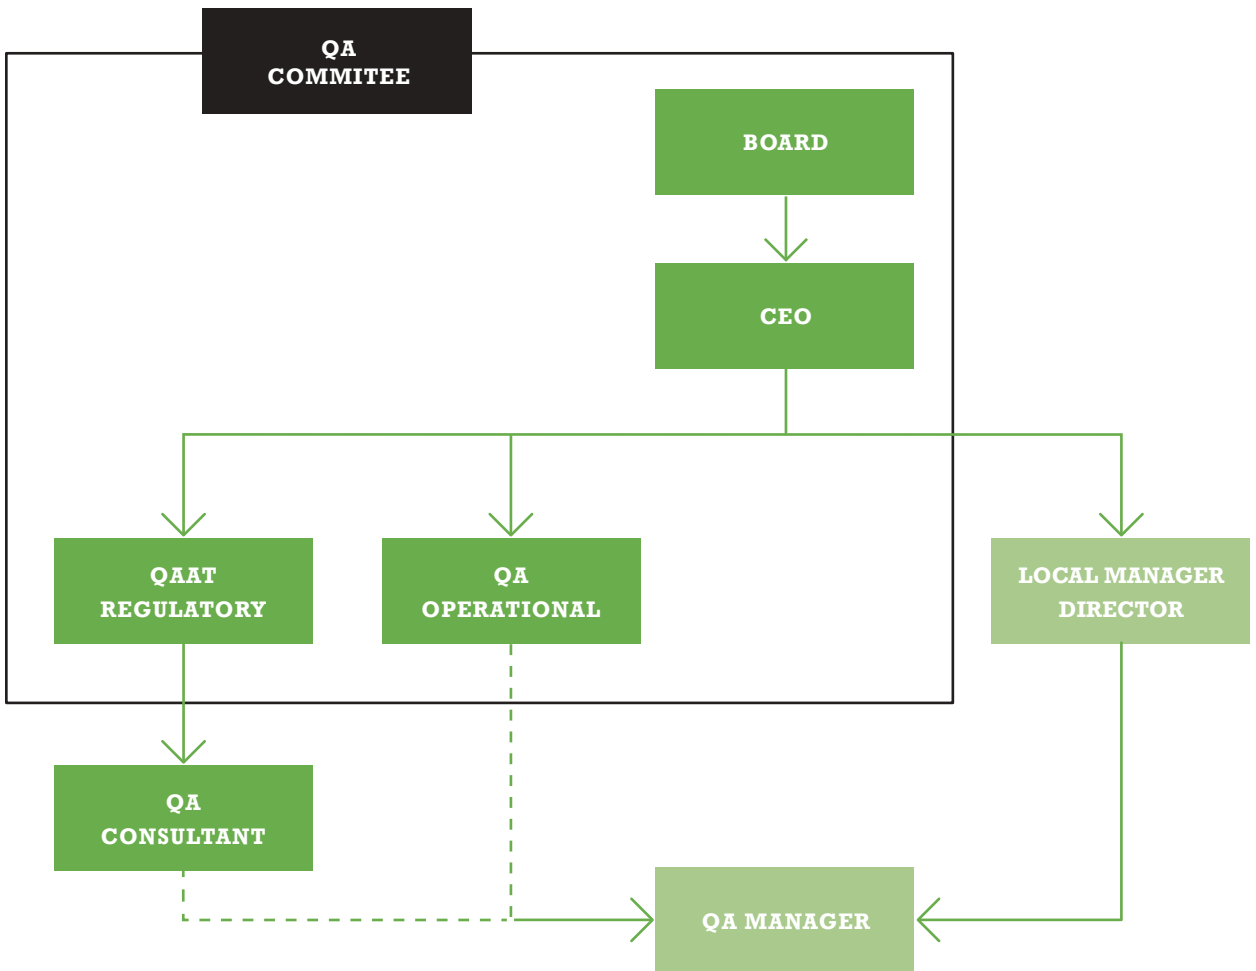 QA
COMMITEE
BOARD
CEO
QAAT
REGULATORY
QA
OPERATIONAL
LOCAL MANAGER
DIRECTOR
QA
CONSULTANT
QA MANAGER